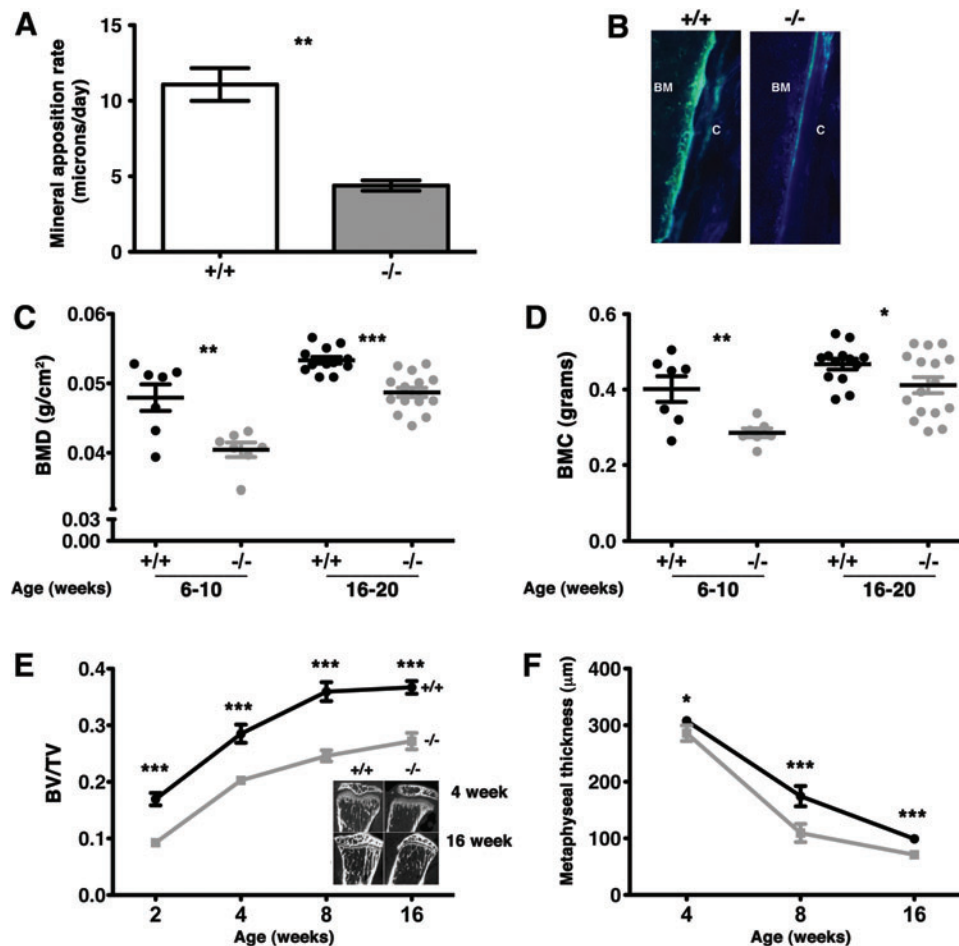 A
Mineral apposition rate
(microns/day)
15
10
5
0
**
+/+
-/-
B
+/+
-/-
BM
C
BM
C
C
BMD (g/cm²)
0.06
0.05
0.04
0.03
0.00
**
***
+/+
-/-
+/+
-/-
Age (weeks)
6-10
16-20
D
BMC (grams)
0.6
0.4
0.2
0.0
**
*
+/+
-/-
+/+
-/-
Age (weeks)
6-10
16-20
E
BV/TV
0.4
0.3
0.2
0.1
0.0
***
***
***
***
+/+
-/-
+/+
-/-
4 week
16 week
2
4
8
16
Age (weeks)
F
Metaphyseal thickness (μm)
400
300
200
100
0
*
***
***
4
8
16
Age (weeks)